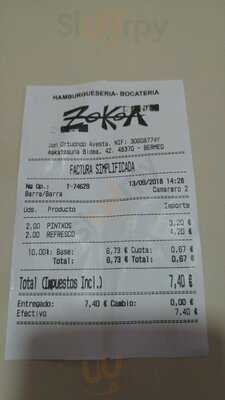 HAMBURGUESERIA- BOCATERIA
ZOKOA
Jon Ortuondo Avesta. NIF:
Askatasuna Bidea, 42 48370 - BERMEO
FACTURA SIMPLIFICADA
Nº Op.: T-74629 13/09/2018 14:26
Barra/Barra Camarero 2
Uds. Producto Importe
2,00 PINTXOS 3,20 €
2,00 REFRESCO 4,20 €
10,00% Base: 6,73 € Cuota: 0,67 €
Total: 6,73 € Total: 0,67 €
Total (Impuestos Incl.) 7,40 €
Entregado: 7,40 € Cambio: 0,00 €
Efectivo 7,40 €